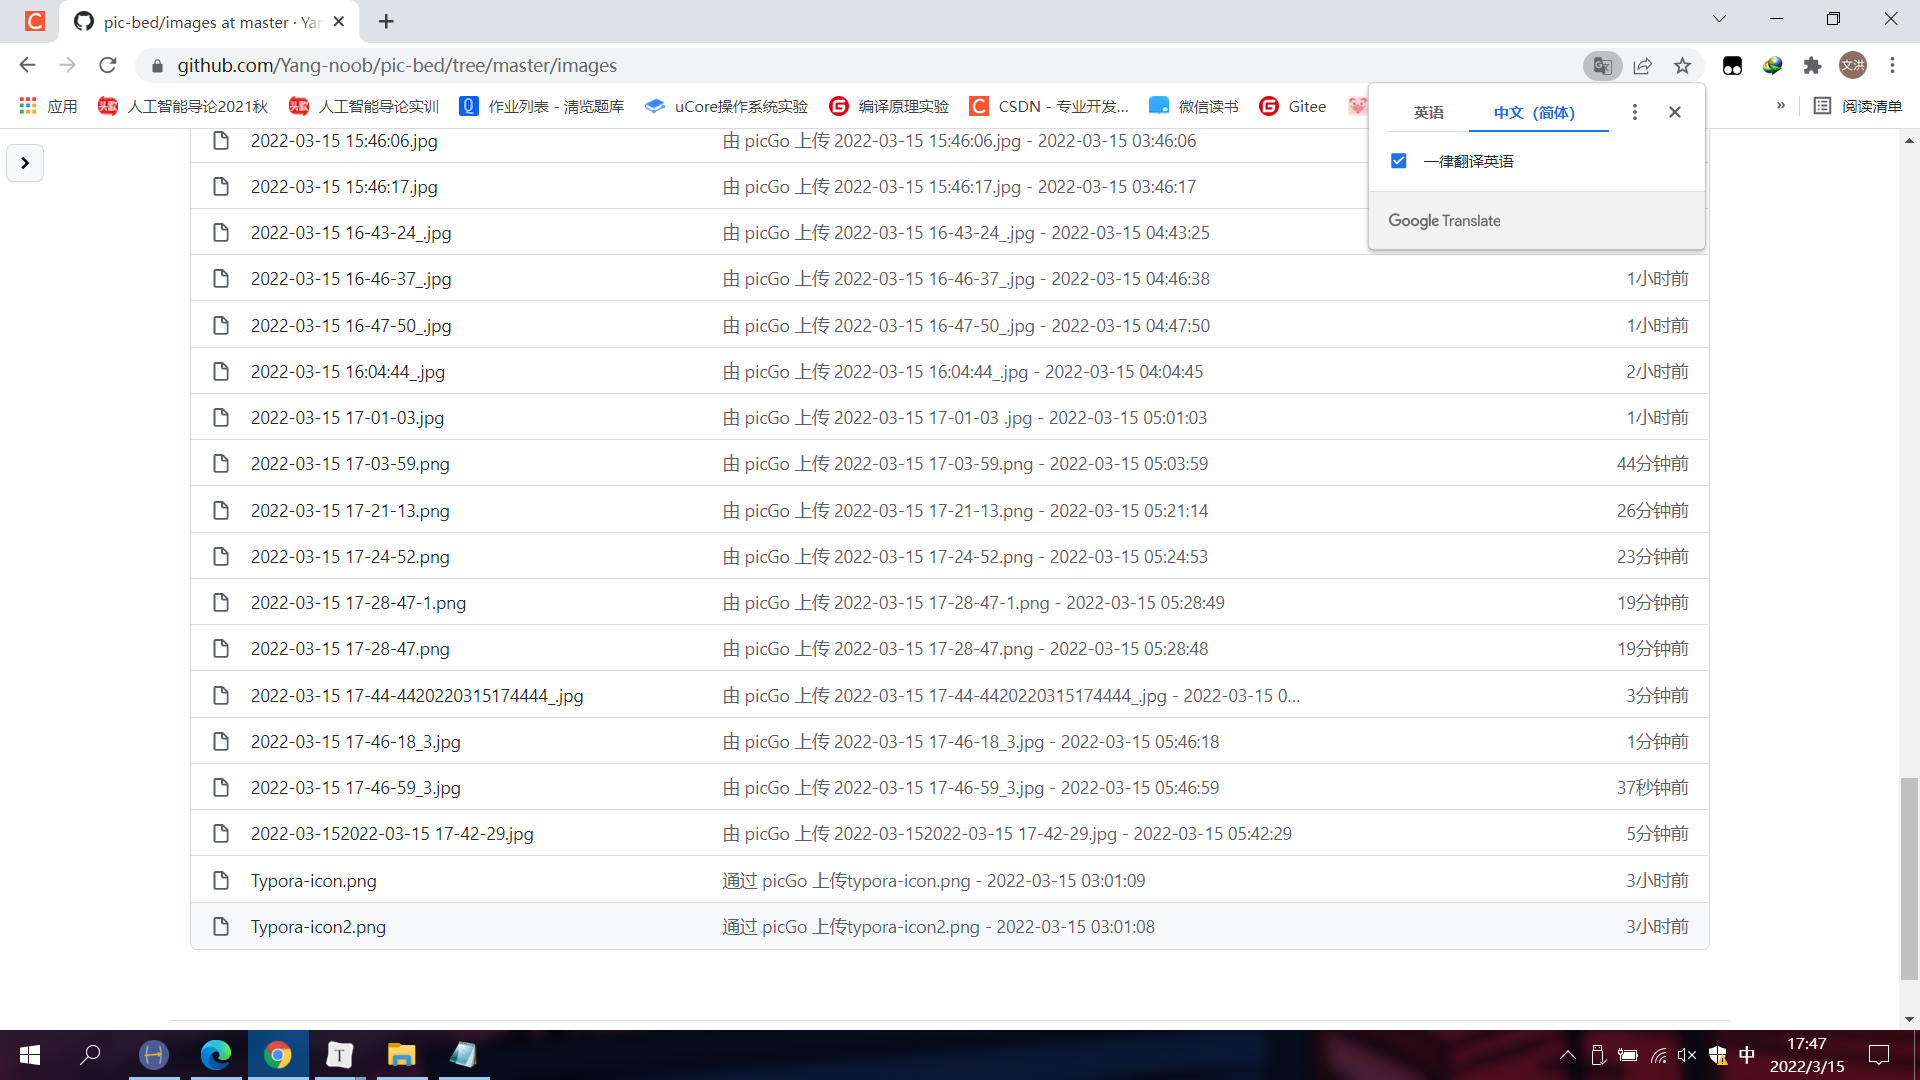 pic-bed/images at master · Ya
github.com/Yang-noob/pic-bed/tree/master/images
应用
人工智能导论2021秋
人工智能导论实训
作业列表 - 清览题库
uCore操作系统实验
编译原理实验
CSDN - 专业开发...
微信读书
Gitee
»
阅读清单
文洪
英语
中文（简体）
一律翻译英语
Google Translate
2022-03-15 15:46:06.jpg 由 picGo 上传 2022-03-15 15:46:06.jpg - 2022-03-15 03:46:06
2022-03-15 15:46:17.jpg 由 picGo 上传 2022-03-15 15:46:17.jpg - 2022-03-15 03:46:17
2022-03-15 16-43-24_.jpg 由 picGo 上传 2022-03-15 16-43-24_.jpg - 2022-03-15 04:43:25
2022-03-15 16-46-37_.jpg 由 picGo 上传 2022-03-15 16-46-37_.jpg - 2022-03-15 04:46:38 1小时前
2022-03-15 16-47-50_.jpg 由 picGo 上传 2022-03-15 16-47-50_.jpg - 2022-03-15 04:47:50 1小时前
2022-03-15 16:04:44_.jpg 由 picGo 上传 2022-03-15 16:04:44_.jpg - 2022-03-15 04:04:45 2小时前
2022-03-15 17-01-03.jpg 由 picGo 上传 2022-03-15 17-01-03 .jpg - 2022-03-15 05:01:03 1小时前
2022-03-15 17-03-59.png 由 picGo 上传 2022-03-15 17-03-59.png - 2022-03-15 05:03:59 44分钟前
2022-03-15 17-21-13.png 由 picGo 上传 2022-03-15 17-21-13.png - 2022-03-15 05:21:14 26分钟前
2022-03-15 17-24-52.png 由 picGo 上传 2022-03-15 17-24-52.png - 2022-03-15 05:24:53 23分钟前
2022-03-15 17-28-47-1.png 由 picGo 上传 2022-03-15 17-28-47-1.png - 2022-03-15 05:28:49 19分钟前
2022-03-15 17-28-47.png 由 picGo 上传 2022-03-15 17-28-47.png - 2022-03-15 05:28:48 19分钟前
2022-03-15 17-44-4420220315174444_.jpg 由 picGo 上传 2022-03-15 17-44-4420220315174444_.jpg - 2022-03-15 0... 3分钟前
2022-03-15 17-46-18_3.jpg 由 picGo 上传 2022-03-15 17-46-18_3.jpg - 2022-03-15 05:46:18 1分钟前
2022-03-15 17-46-59_3.jpg 由 picGo 上传 2022-03-15 17-46-59_3.jpg - 2022-03-15 05:46:59 37秒钟前
2022-03-152022-03-15 17-42-29.jpg 由 picGo 上传 2022-03-152022-03-15 17-42-29.jpg - 2022-03-15 05:42:29 5分钟前
Typora-icon.png 通过 picGo 上传typora-icon.png - 2022-03-15 03:01:09 3小时前
Typora-icon2.png 通过 picGo 上传typora-icon2.png - 2022-03-15 03:01:08 3小时前
中
17:47
2022/3/15